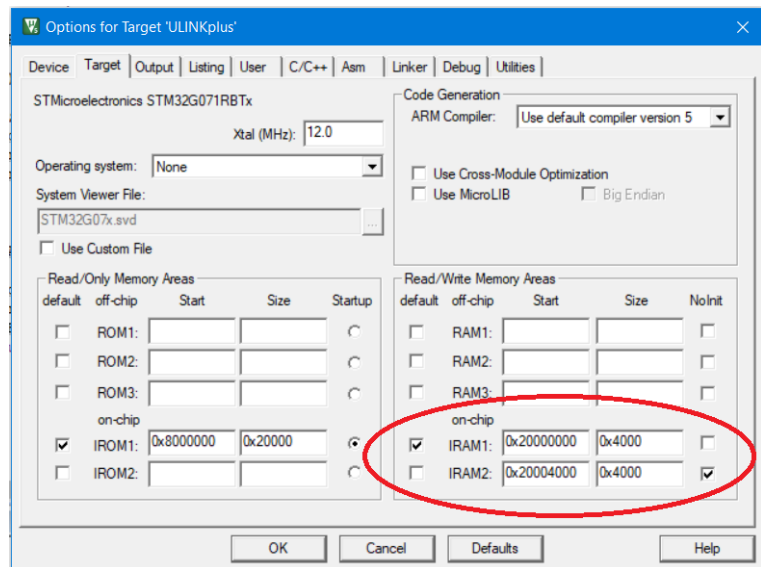 Options for Target 'ULINKplus'
Device Target Output Listing User C/C++ Asm Linker Debug Utilities
STMicroelectronics STM32G071RBTx
Xtal (MHz): 12.0
Operating system: None
System Viewer File:
STM32G07x.svd ...
Use Custom File
Code Generation
ARM Compiler: Use default compiler version 5
Use Cross-Module Optimization
Use MicroLIB Big Endian
Read/Only Memory Areas
default off-chip Start Size Startup
ROM1:
ROM2:
ROM3:
on-chip
IROM1: 0x8000000 0x20000
IROM2:
Read/Write Memory Areas
default off-chip Start Size NoInit
RAM1:
RAM2:
RAM3:
on-chip
IRAM1: 0x20000000 0x4000
IRAM2: 0x20004000 0x4000
OK Cancel Defaults Help